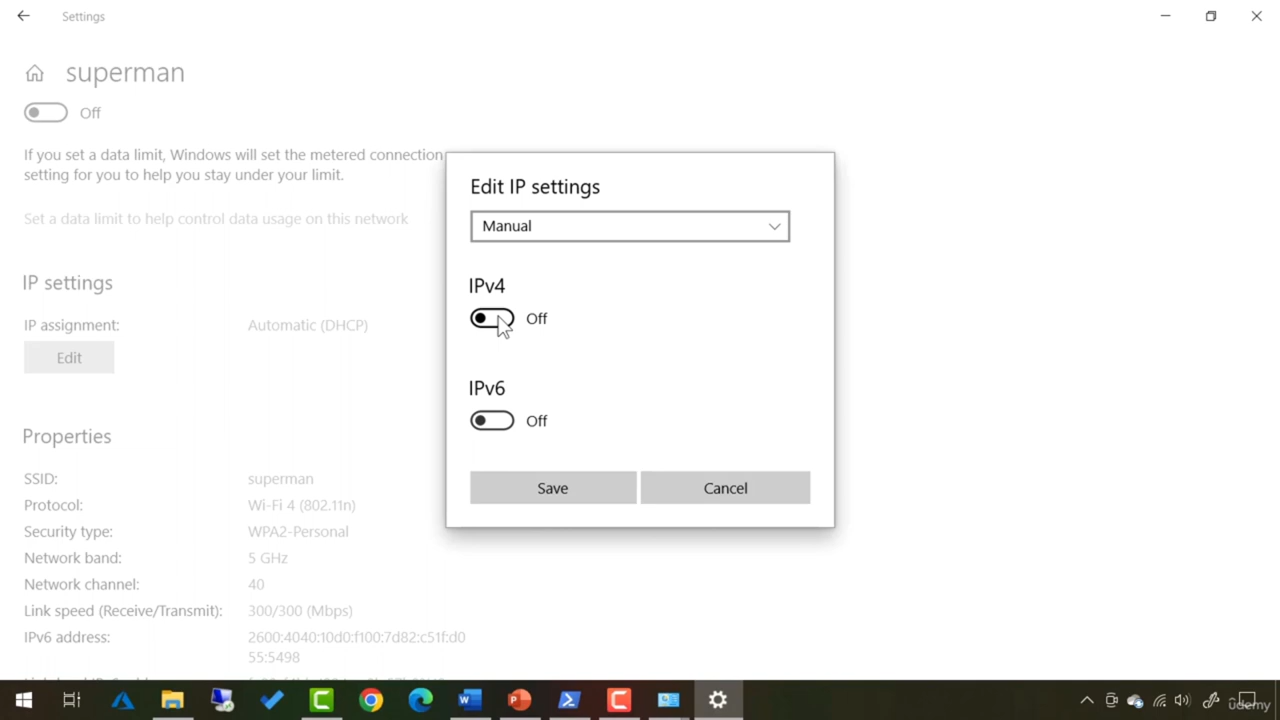 Settings
superman
Off
If you set a data limit, Windows will set the metered connection
setting for you to help you stay under your limit.
Set a data limit to help control data usage on this network
IP settings
IP assignment: Automatic (DHCP)
Edit
Properties
SSID: superman
Protocol: Wi-Fi 4 (802.11n)
Security type: WPA2-Personal
Network band: 5 GHz
Network channel: 40
Link speed (Receive/Transmit): 300/300 (Mbps)
IPv6 address: 2600:4040:10d0:f100:7d82:c51f:d0
55:5498
Edit IP settings
Manual
IPv4
Off
IPv6
Off
Save Cancel
udemy